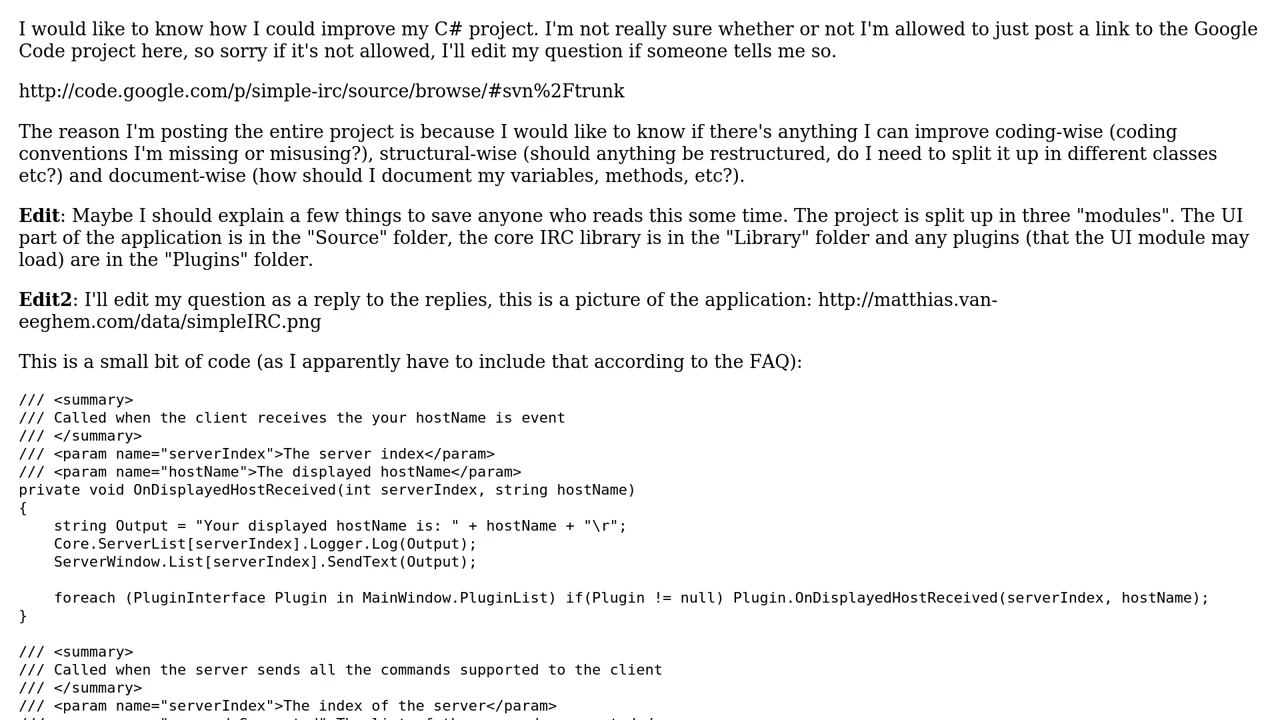 I would like to know how I could improve my C# project. I'm not really sure whether or not I'm allowed to just post a link to the Google
Code project here, so sorry if it's not allowed, I'll edit my question if someone tells me so.
http://code.google.com/p/simple-irc/source/browse/#svn%2Ftrunk
The reason I'm posting the entire project is because I would like to know if there's anything I can improve coding-wise (coding
conventions I'm missing or misusing?), structural-wise (should anything be restructured, do I need to split it up in different classes
etc?) and document-wise (how should I document my variables, methods, etc?).
Edit: Maybe I should explain a few things to save anyone who reads this some time. The project is split up in three "modules". The UI
part of the application is in the "Source" folder, the core IRC library is in the "Library" folder and any plugins (that the UI module may
load) are in the "Plugins" folder.
Edit2: I'll edit my question as a reply to the replies, this is a picture of the application: http://matthias.van-
eeghem.com/data/simpleIRC.png
This is a small bit of code (as I apparently have to include that according to the FAQ):
/// <summary>
/// Called when the client receives the your hostName is event
/// </summary>
/// <param name="serverIndex">The server index</param>
/// <param name="hostName">The displayed hostName</param>
private void OnDisplayedHostReceived(int serverIndex, string hostName)
{
    string Output = "Your displayed hostName is: " + hostName + "\r";
    Core.ServerList[serverIndex].Logger.Log(Output);
    ServerWindow.List[serverIndex].SendText(Output);
    foreach (PluginInterface Plugin in MainWindow.PluginList) if(Plugin != null) Plugin.OnDisplayedHostReceived(serverIndex, hostName);
}
/// <summary>
/// Called when the server sends all the commands supported to the client
/// </summary>
/// <param name="serverIndex">The index of the server</param>